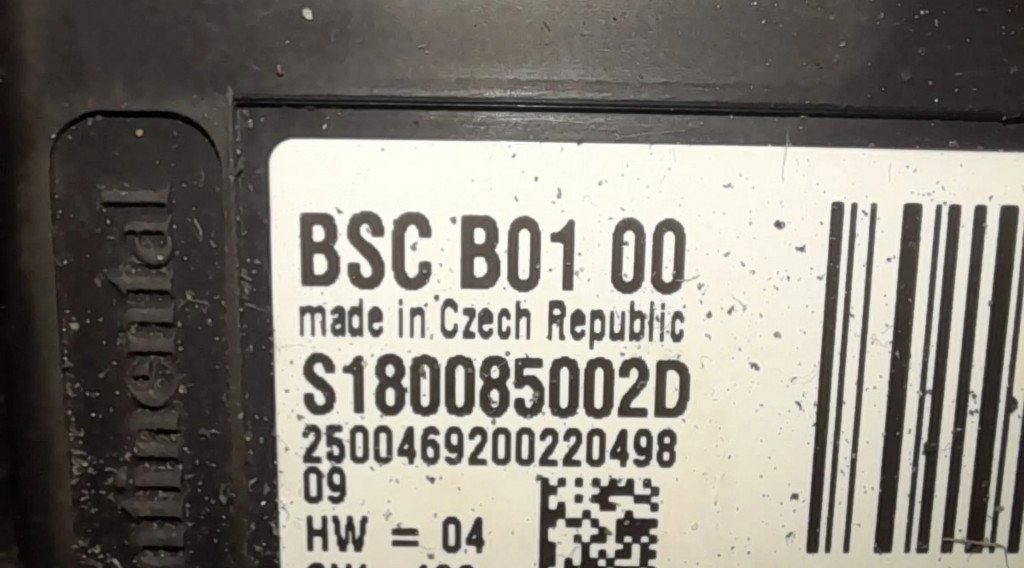 BSC B01 00
made in Czech Republic
S180085002D
2500469200220498
09
HW = 04